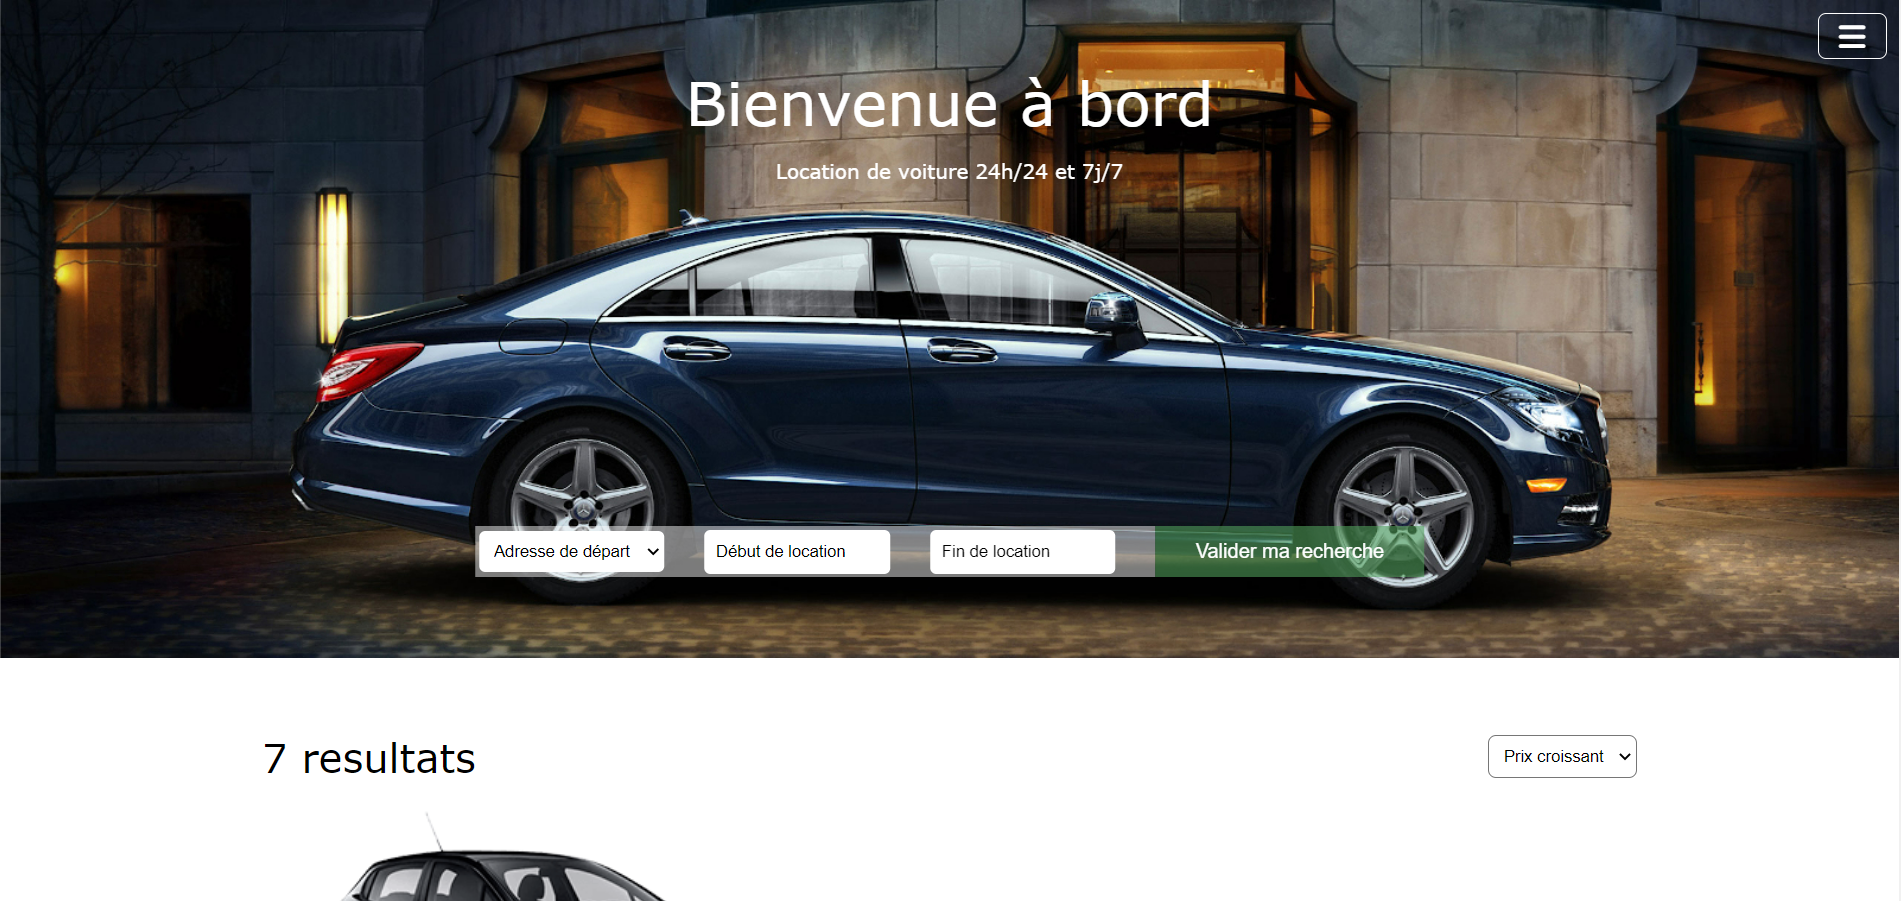 Bienvenue à bord
Location de voiture 24h/24 et 7j/7
Adresse de départ
Début de location
Fin de location
Valider ma recherche
7 resultats
Prix croissant